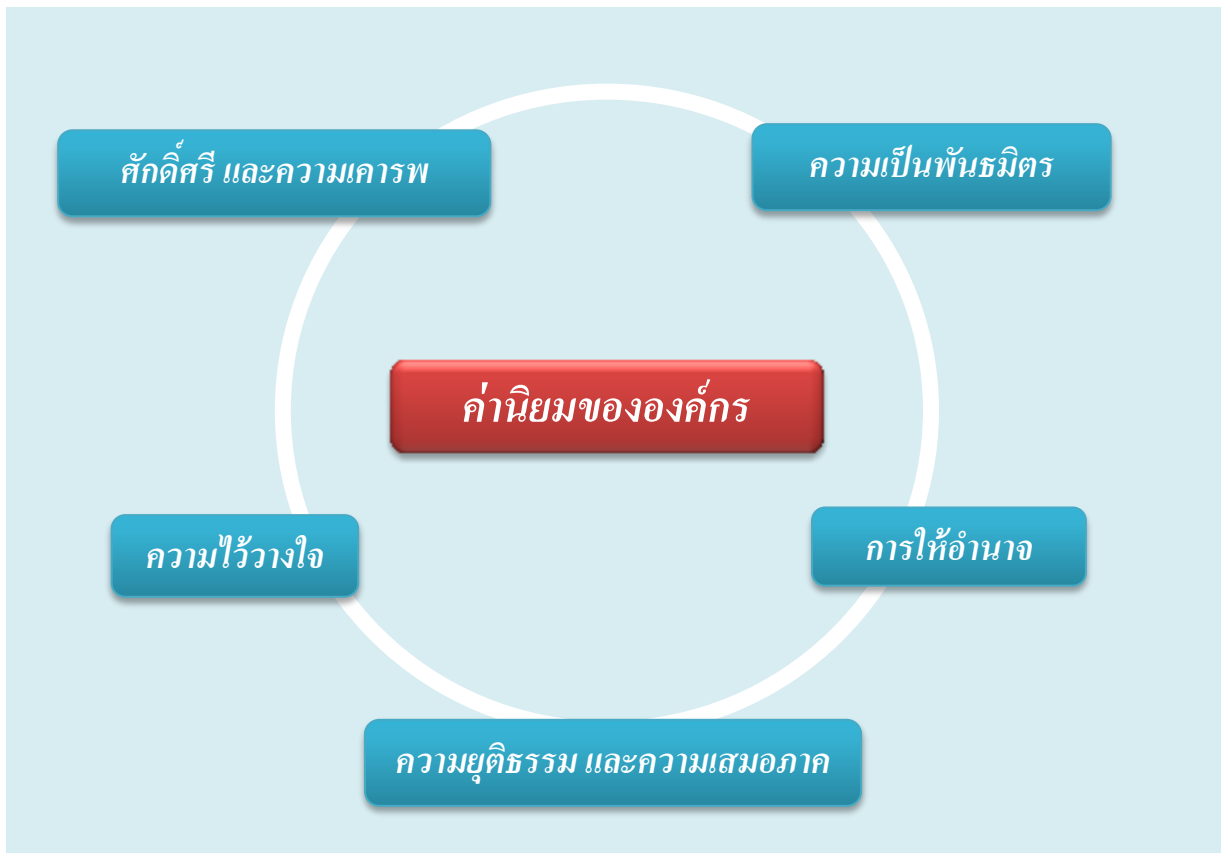 ศักดิ์ศรี และความเคารพ
ความเป็นพันธมิตร
ค่านิยมขององค์กร
ความไว้วางใจ
การให้อำนาจ
ความยุติธรรม และความเสมอภาค